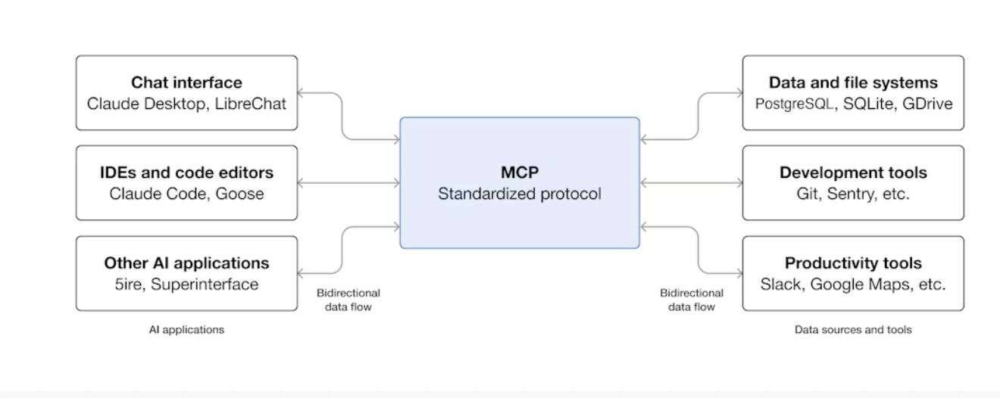 Chat interface
Claude Desktop, LibreChat
IDEs and code editors
Claude Code, Goose
Other AI applications
5ire, Superinterface
AI applications
Bidirectional
data flow
MCP
Standardized protocol
Bidirectional
data flow
Data and file systems
PostgreSQL, SQLite, GDrive
Development tools
Git, Sentry, etc.
Productivity tools
Slack, Google Maps, etc.
Data sources and tools